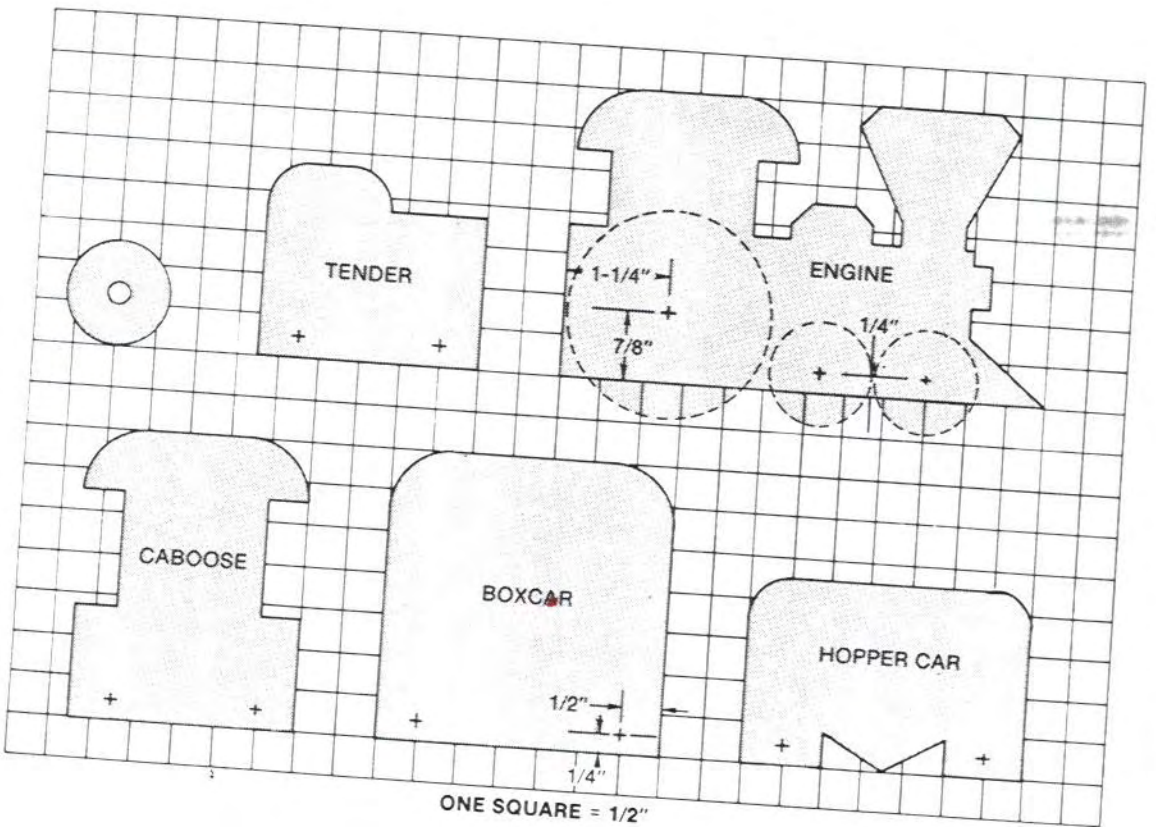 TENDER
ENGINE
1-1/4"
7/8"
1/4"
CABOOSE
BOXCAR
HOPPER CAR
1/2"
1/4"
ONE SQUARE = 1/2"